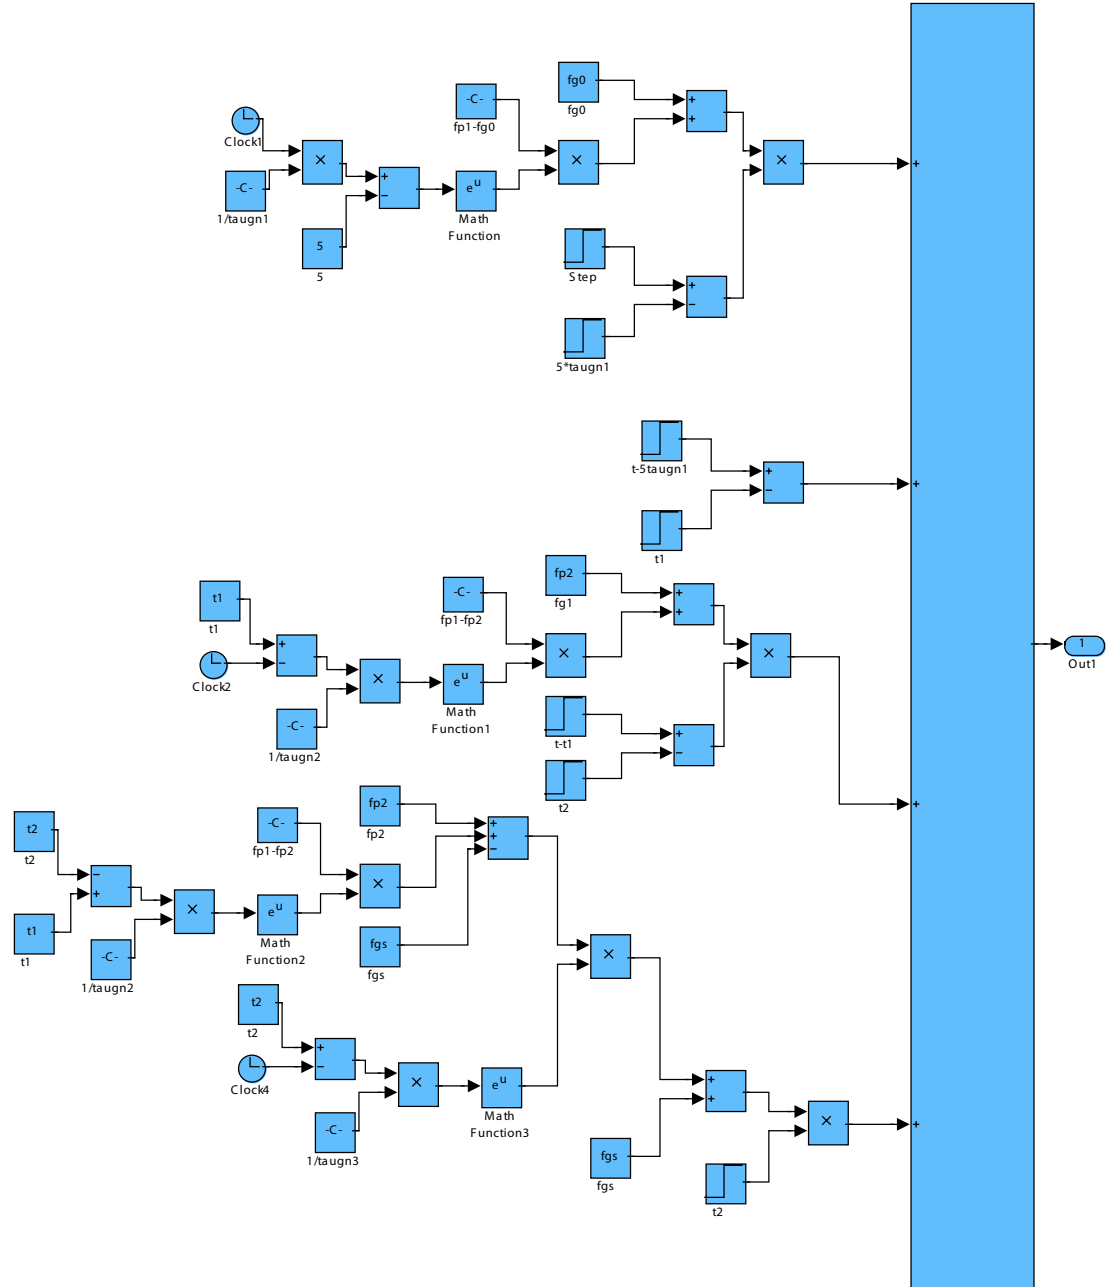 fg0
fg0
-C-
fp1-fg0
+
+
Clock1
×
×
×
+
-C-
1/taugn1
+
−
e^u
Math
Function
5
5
Step
+
−
5*taugn1
t-5taugn1
+
−
+
t1
fp2
fg1
+
+
t1
t1
-C-
fp1-fp2
+
−
Clock2
×
×
×
e^u
Math
Function1
-C-
1/taugn2
t-t1
+
−
t2
1
Out1
fp2
fp2
+
t2
t2
-C-
fp1-fp2
+
+
−
−
+
×
×
e^u
Math
Function2
t1
t1
-C-
1/taugn2
fgs
fgs
×
t2
t2
+
−
Clock4
×
e^u
Math
Function3
-C-
1/taugn3
+
+
×
+
fgs
fgs
t2